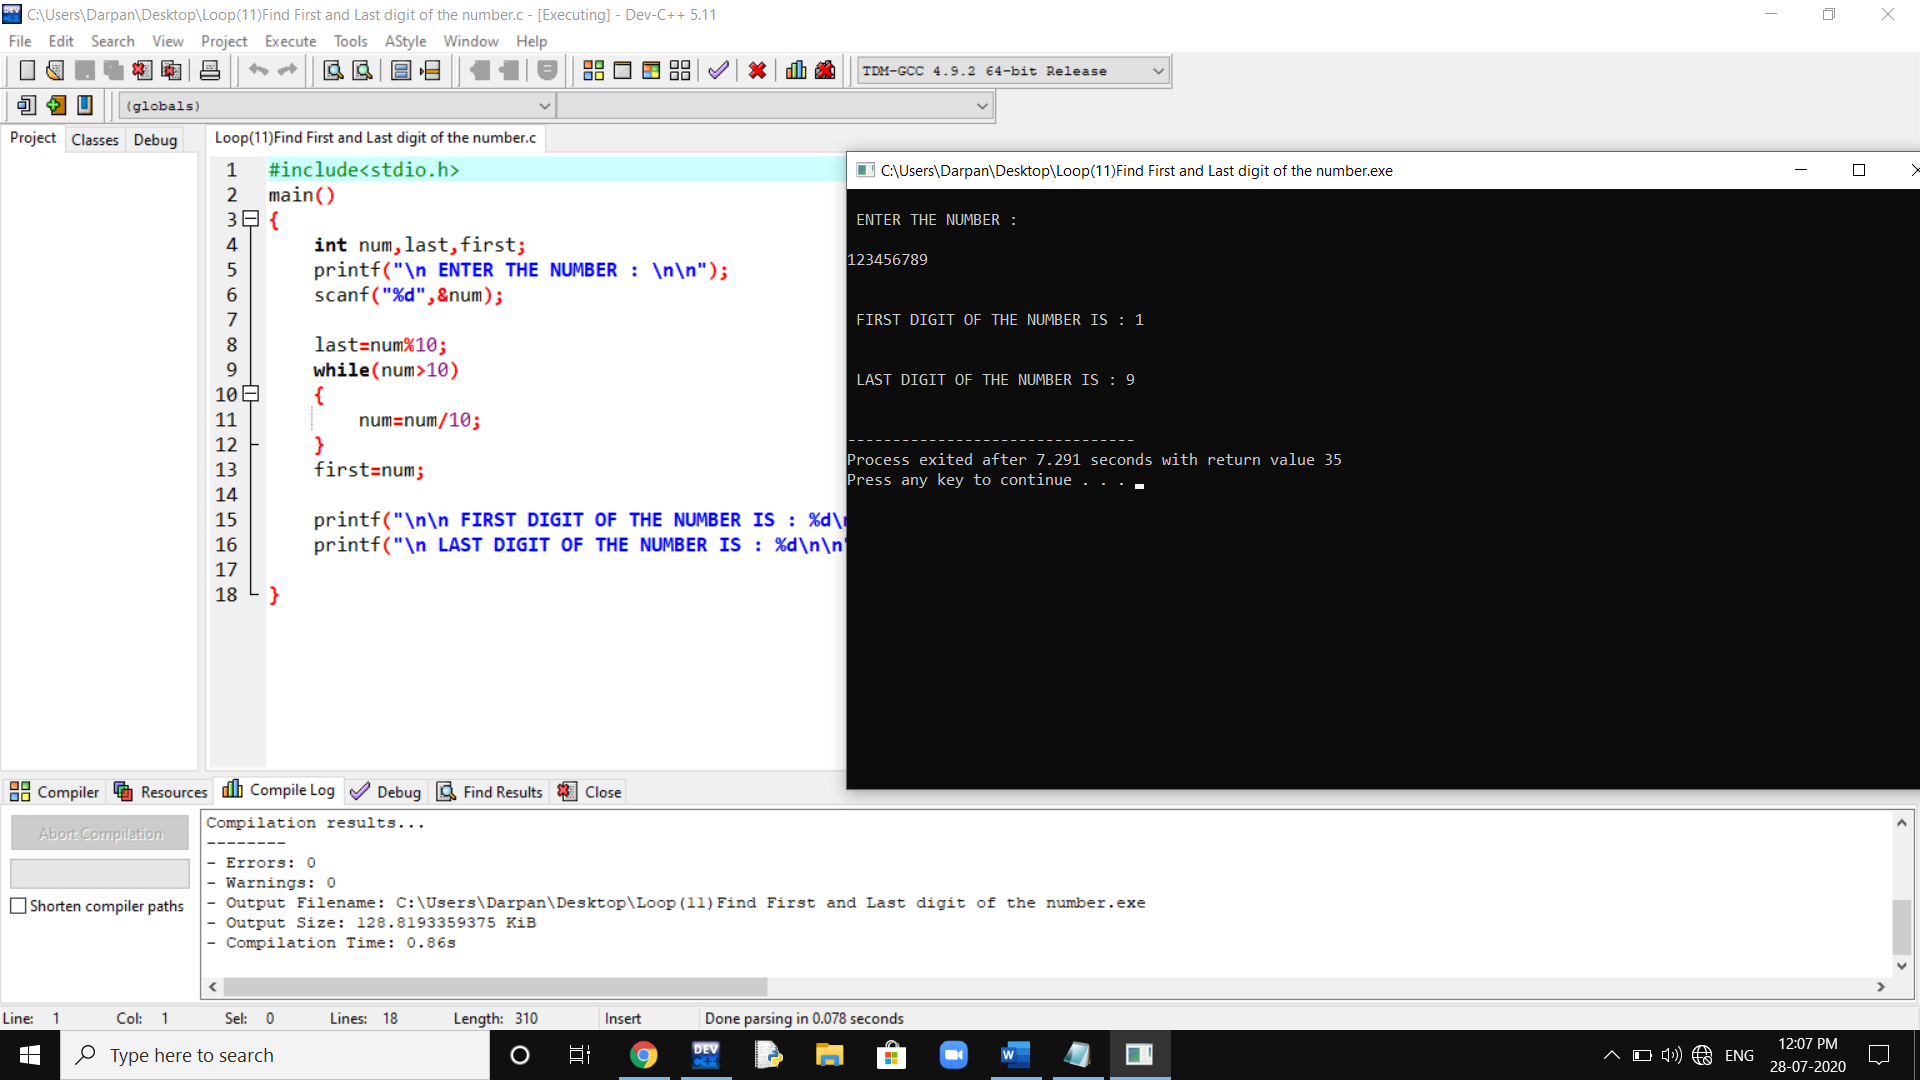 C:\Users\Darpan\Desktop\Loop(11)Find First and Last digit of the number.c - [Executing] - Dev-C++ 5.11
File Edit Search View Project Execute Tools AStyle Window Help
TDM-GCC 4.9.2 64-bit Release
(globals)
Project Classes Debug
Loop(11)Find First and Last digit of the number.c
1 #include<stdio.h>
2 main()
3 {
4 int num,last,first;
5 printf("\n ENTER THE NUMBER : \n\n");
6 scanf("%d",&num);
7
8 last=num%10;
9 while(num>10)
10 {
11 num=num/10;
12 }
13 first=num;
14
15 printf("\n\n FIRST DIGIT OF THE NUMBER IS : %d\
16 printf("\n LAST DIGIT OF THE NUMBER IS : %d\n\n"
17
18 }
C:\Users\Darpan\Desktop\Loop(11)Find First and Last digit of the number.exe
ENTER THE NUMBER :
123456789
FIRST DIGIT OF THE NUMBER IS : 1
LAST DIGIT OF THE NUMBER IS : 9
--------------------------------
Process exited after 7.291 seconds with return value 35
Press any key to continue . . .
Compiler Resources Compile Log Debug Find Results Close
Abort Compilation
Shorten compiler paths
Compilation results...
--------
- Errors: 0
- Warnings: 0
- Output Filename: C:\Users\Darpan\Desktop\Loop(11)Find First and Last digit of the number.exe
- Output Size: 128.8193359375 KiB
- Compilation Time: 0.86s
Line: 1 Col: 1 Sel: 0 Lines: 18 Length: 310 Insert Done parsing in 0.078 seconds
Type here to search
DEV C++
W
ENG
12:07 PM
28-07-2020